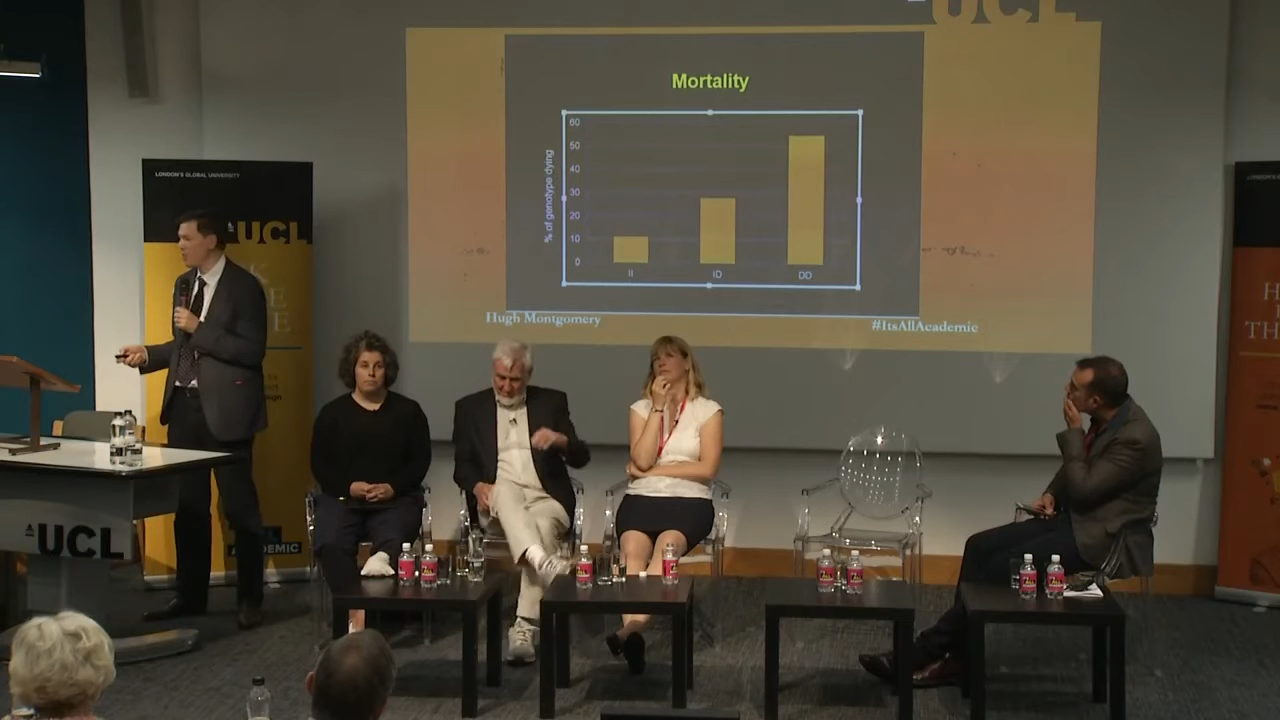 UCL
Mortality
60
50
40
30
20
10
0
% of genotype dying
II
ID
DD
Hugh Montgomery
#ItsAllAcademic
LONDON'S GLOBAL UNIVERSITY
UCL
UCL